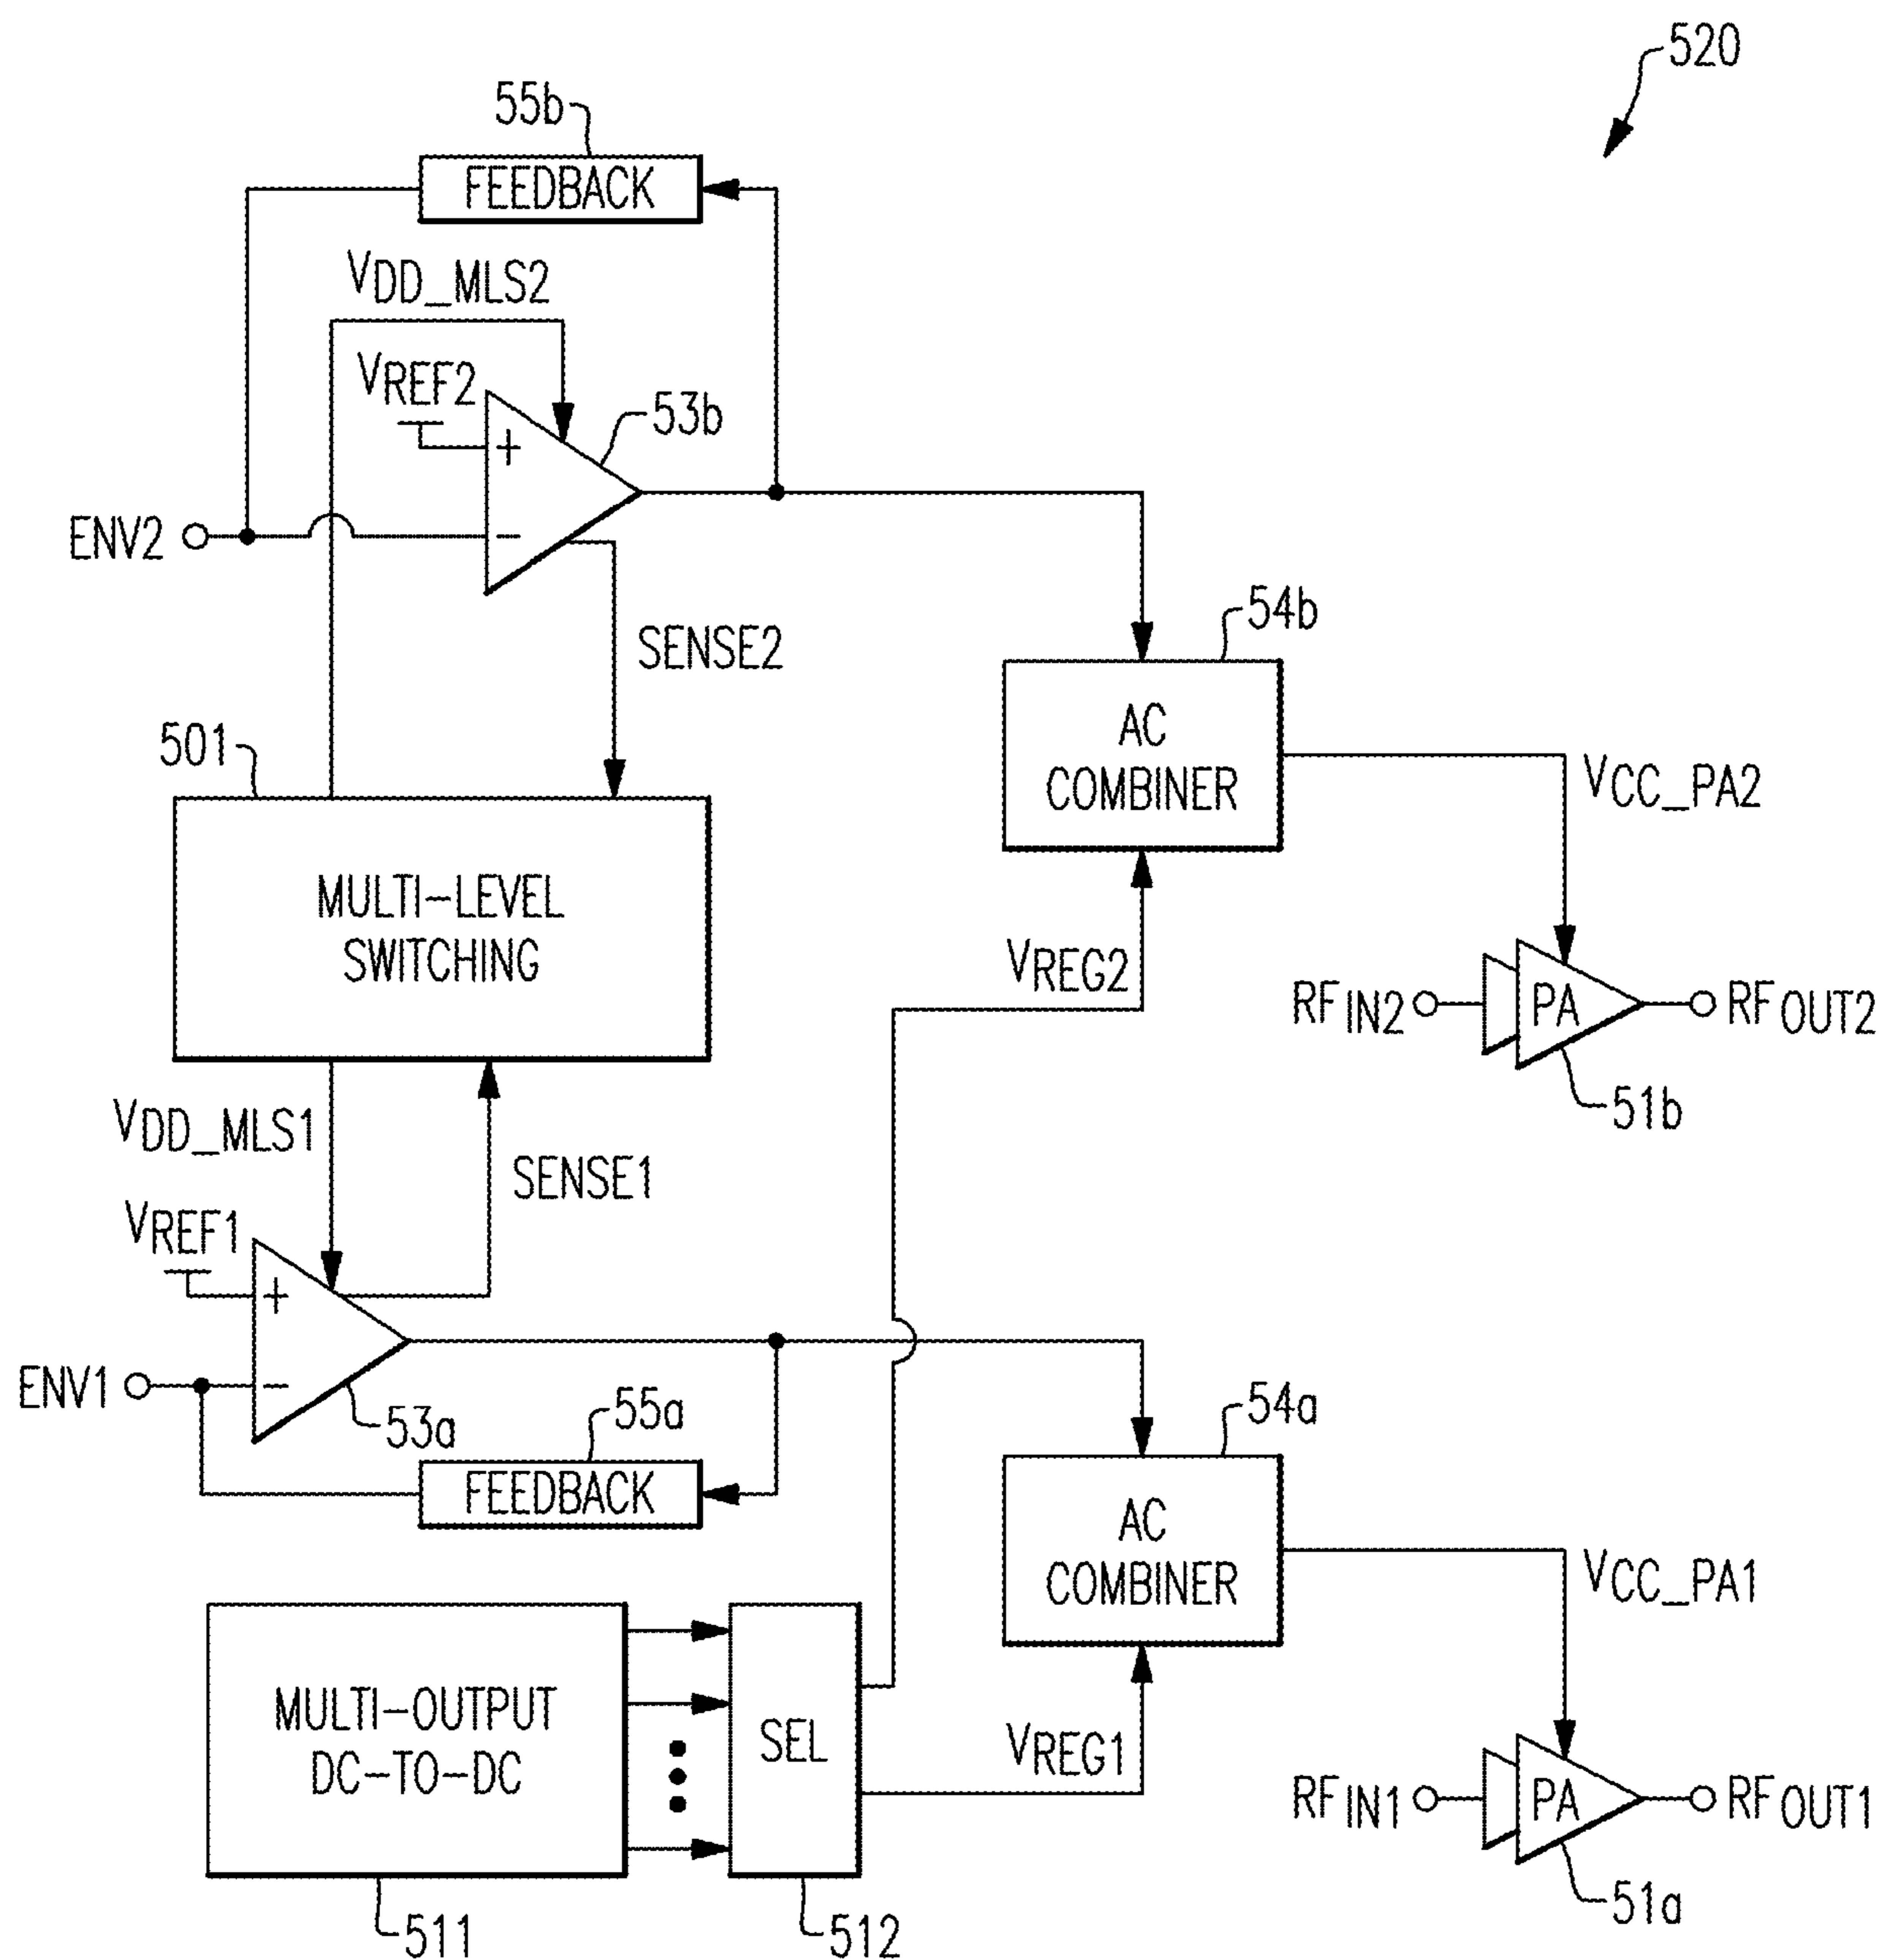 520
55b
FEEDBACK
VDD_MLS2
VREF2
53b
+
ENV2
-
SENSE2
54b
501
AC
COMBINER
VCC_PA2
MULTI-LEVEL
SWITCHING
VREG2
RFIN2
PA
RFOUT2
51b
VDD_MLS1
SENSE1
VREF1
+
ENV1
-
53a
55a
54a
FEEDBACK
AC
COMBINER
VCC_PA1
MULTI-OUTPUT
DC-TO-DC
SEL
VREG1
RFIN1
PA
RFOUT1
51a
511
512